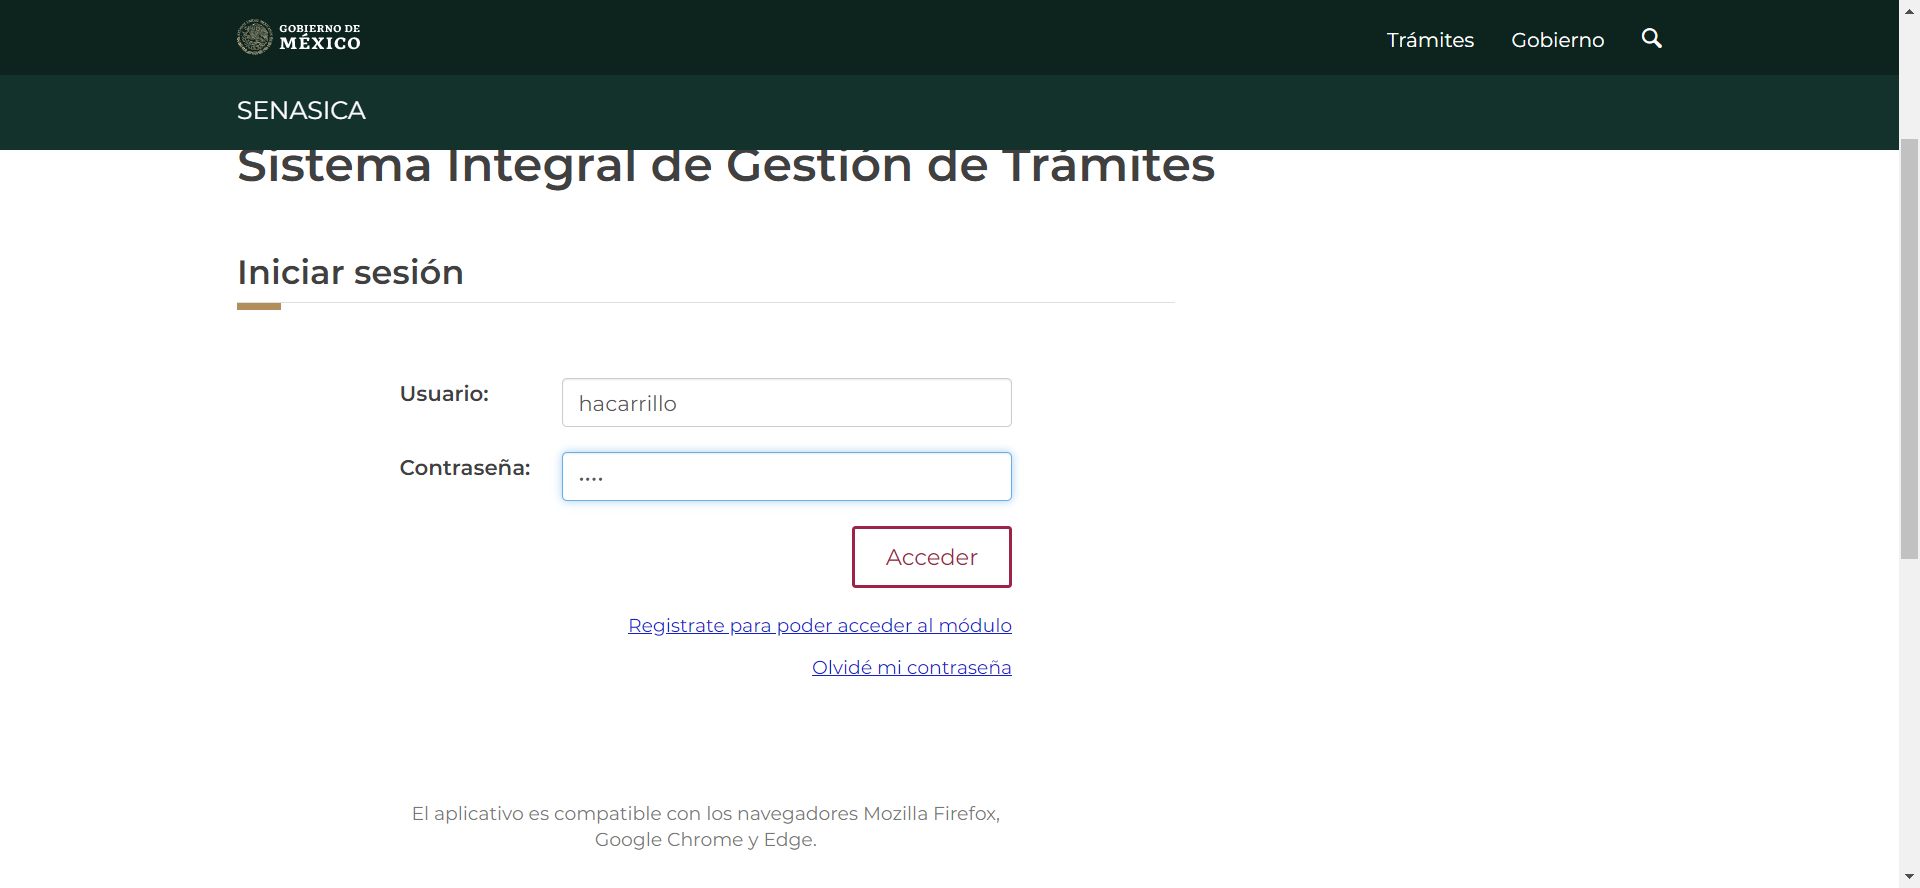 GOBIERNO DE
MÉXICO
Trámites
Gobierno
SENASICA
Sistema Integral de Gestión de Trámites
Iniciar sesión
Usuario:
hacarrillo
Contraseña:
····
Acceder
Registrate para poder acceder al módulo
Olvidé mi contraseña
El aplicativo es compatible con los navegadores Mozilla Firefox,
Google Chrome y Edge.